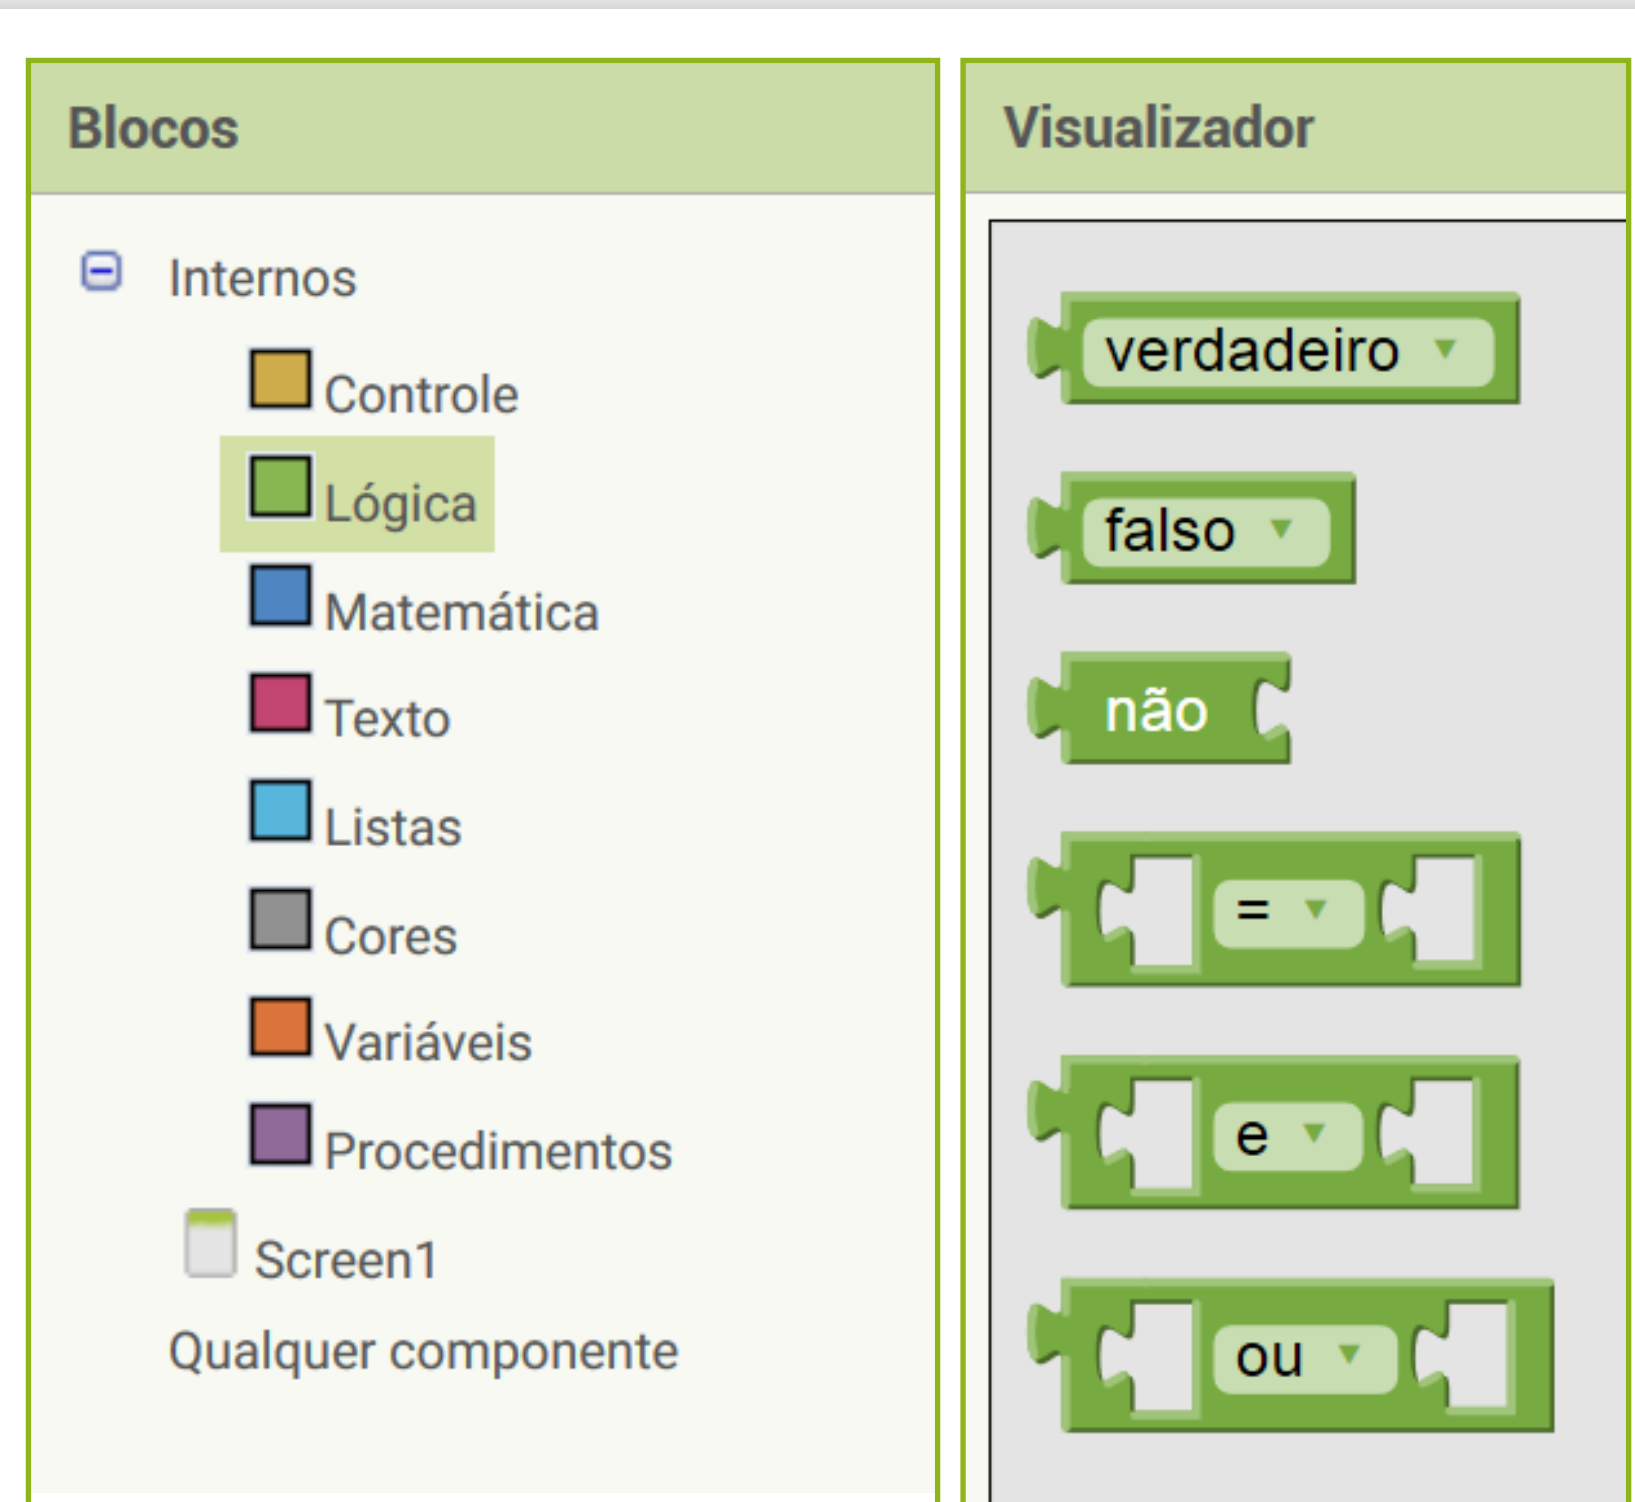 Blocos
Internos
Controle
Lógica
Matemática
Texto
Listas
Cores
Variáveis
Procedimentos
Screen1
Qualquer componente
Visualizador
verdadeiro
falso
não
=
e
ou